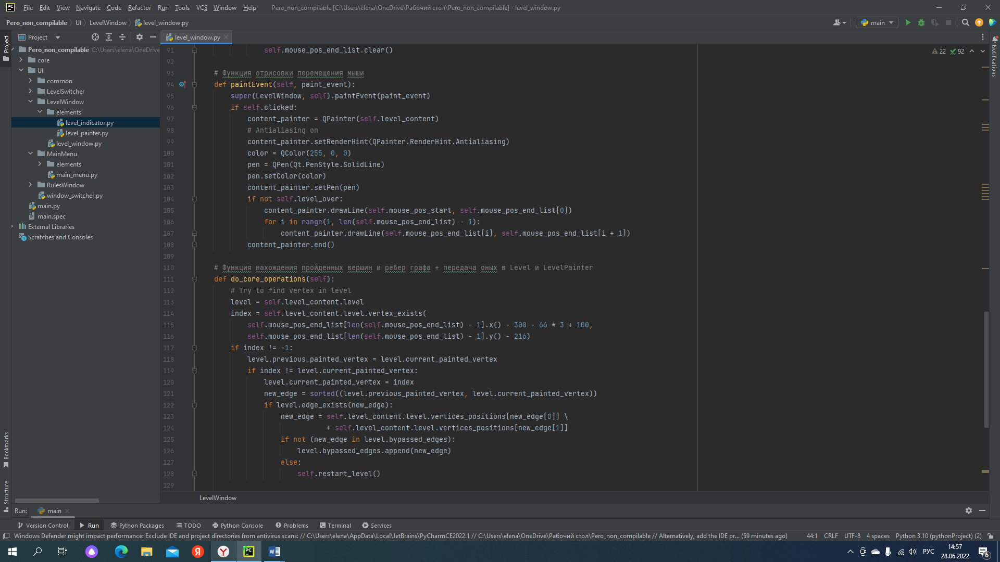 File Edit View Navigate Code Refactor Run Tools VCS Window Help Pero_non_compilable [C:\Users\elena\OneDrive\Рабочий стол\Pero_non_compilable] - level_window.py
Pero_non_compilable UI LevelWindow level_window.py main
Project
Project
level_window.py
Notifications
Pero_non_compilable C:\Users\elena\OneDrive
core
UI
common
LevelSwitcher
LevelWindow
elements
level_indicator.py
level_painter.py
level_window.py
MainMenu
elements
main_menu.py
RulesWindow
window_switcher.py
main.py
main.spec
External Libraries
Scratches and Consoles
22 92
91 self.mouse_pos_end_list.clear()
92
93 # Функция отрисовки перемещения мыши
94 def paintEvent(self, paint_event):
95 super(LevelWindow, self).paintEvent(paint_event)
96 if self.clicked:
97 content_painter = QPainter(self.level_content)
98 # Antialiasing on
99 content_painter.setRenderHint(QPainter.RenderHint.Antialiasing)
100 color = QColor(255, 0, 0)
101 pen = QPen(Qt.PenStyle.SolidLine)
102 pen.setColor(color)
103 content_painter.setPen(pen)
104 if not self.level_over:
105 content_painter.drawLine(self.mouse_pos_start, self.mouse_pos_end_list[0])
106 for i in range(1, len(self.mouse_pos_end_list) - 1):
107 content_painter.drawLine(self.mouse_pos_end_list[i], self.mouse_pos_end_list[i + 1])
108 content_painter.end()
109
110 # Функция нахождения пройденных вершин и ребер графа + передача оных в Level и LevelPainter
111 def do_core_operations(self):
112 # Try to find vertex in level
113 level = self.level_content.level
114 index = self.level_content.level.vertex_exists(
115 self.mouse_pos_end_list[len(self.mouse_pos_end_list) - 1].x() - 300 - 66 * 3 + 100,
116 self.mouse_pos_end_list[len(self.mouse_pos_end_list) - 1].y() - 216)
117 if index != -1:
118 level.previous_painted_vertex = level.current_painted_vertex
119 if index != level.current_painted_vertex:
120 level.current_painted_vertex = index
121 new_edge = sorted((level.previous_painted_vertex, level.current_painted_vertex))
122 if level.edge_exists(new_edge):
123 new_edge = self.level_content.level.vertices_positions[new_edge[0]] \
124 + self.level_content.level.vertices_positions[new_edge[1]]
125 if not (new_edge in level.bypassed_edges):
126 level.bypassed_edges.append(new_edge)
127 else:
128 self.restart_level()
129
LevelWindow
Bookmarks
Structure
Run: main
Version Control Run Python Packages TODO Python Console Problems Terminal Services
Windows Defender might impact performance: Exclude IDE and project directories from antivirus scans: // C:\Users\elena\AppData\Local\JetBrains\PyCharmCE2022.1 // C:\Users\elena\OneDrive\Рабочий стол\Pero_non_compilable // Alternatively, add the IDE pr... (59 minutes ago) 44:1 CRLF UTF-8 4 spaces Python 3.10 (pythonProject) (2)
РУС
14:57
28.06.2022
6